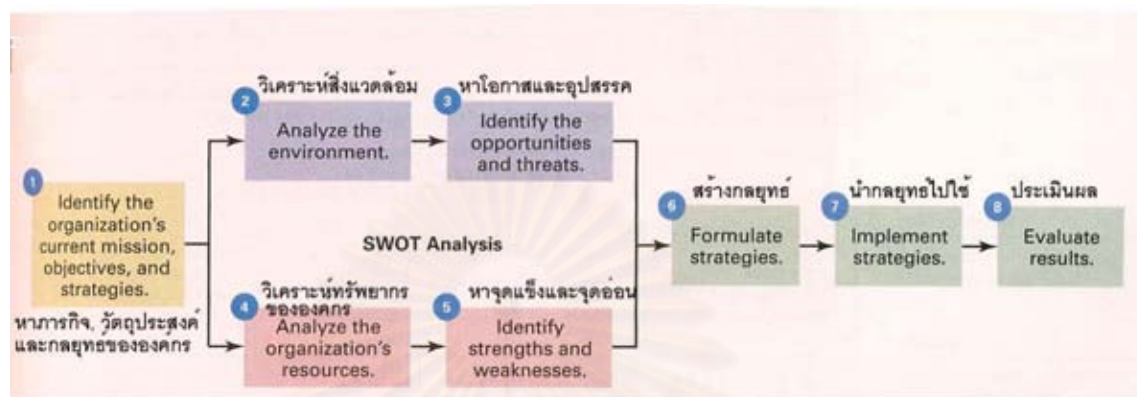 1
Identify the
organization's
current mission,
objectives, and
strategies.
หาภารกิจ, วัตถุประสงค์
และกลยุทธ์ขององค์กร
วิเคราะห์สิ่งแวดล้อม
2
Analyze the
environment.
หาโอกาสและอุปสรรค
3
Identify the
opportunities
and threats.
SWOT Analysis
วิเคราะห์ทรัพยากร
ขององค์กร
4
Analyze the
organization's
resources.
หาจุดแข็งและจุดอ่อน
5
Identify
strengths and
weaknesses.
สร้างกลยุทธ์
6
Formulate
strategies.
นำกลยุทธ์ไปใช้
7
Implement
strategies.
ประเมินผล
8
Evaluate
results.